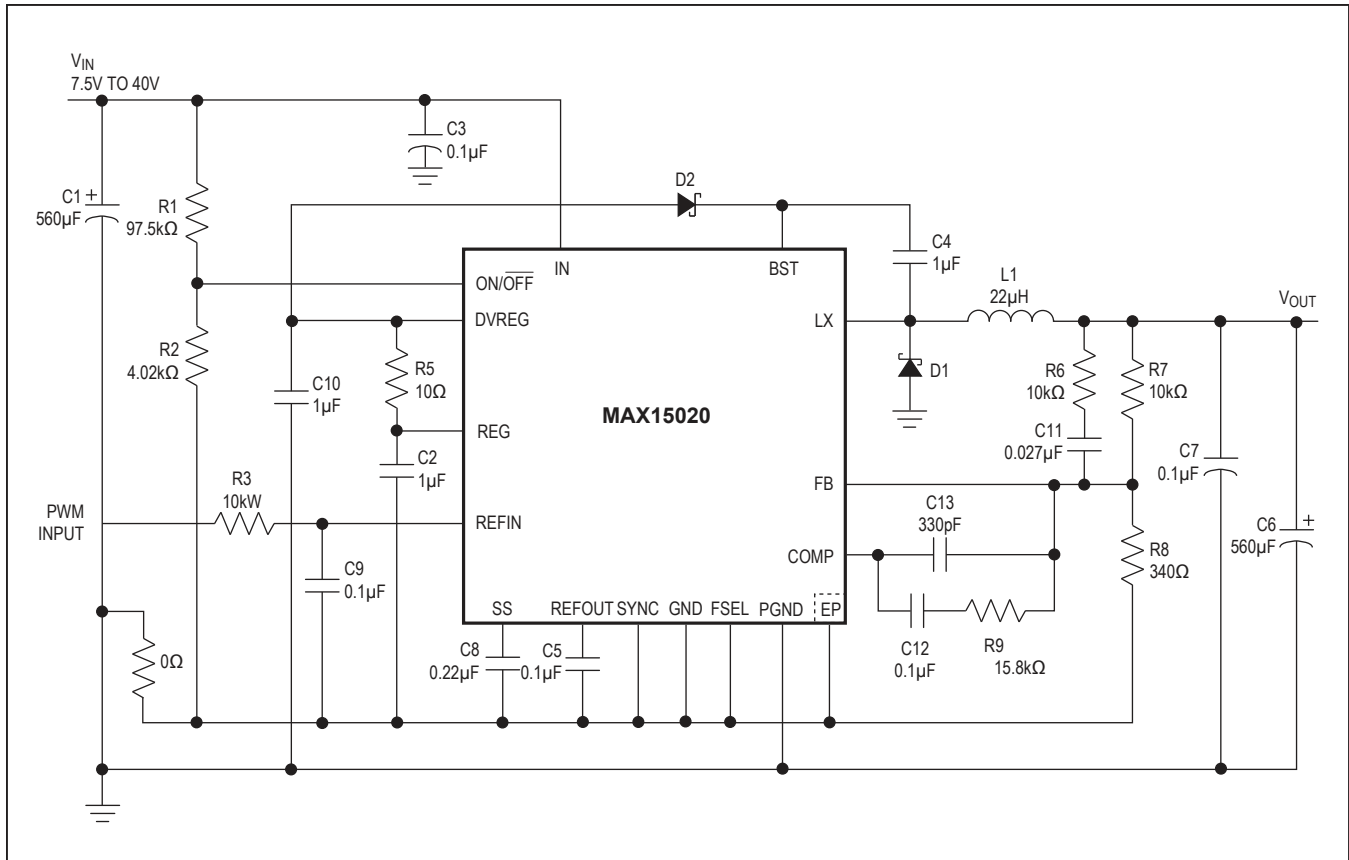 VIN
7.5V TO 40V
C3
0.1µF
C1 +
560µF
R1
97.5kΩ
D2
C4
1µF
IN
BST
ON/OFF
DVREG
LX
L1
22µH
VOUT
R2
4.02kΩ
C10
1µF
R5
10Ω
MAX15020
D1
R6
10kΩ
R7
10kΩ
REG
C2
1µF
C11
0.027µF
C7
0.1µF
FB
R3
10kW
PWM
INPUT
REFIN
C13
330pF
COMP
C6 +
560µF
R8
340Ω
C9
0.1µF
SS
REFOUT
SYNC
GND
FSEL
PGND
EP
0Ω
C8
0.22µF
C5
0.1µF
C12
0.1µF
R9
15.8kΩ